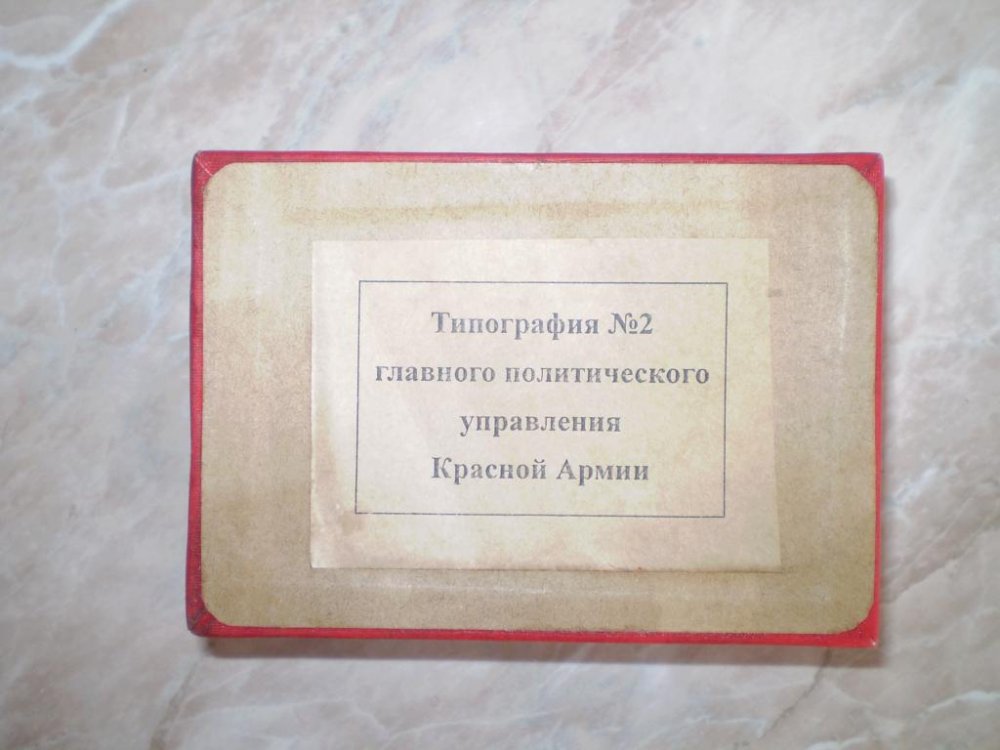 Типография №2
главного политического
управления
Красной Армии